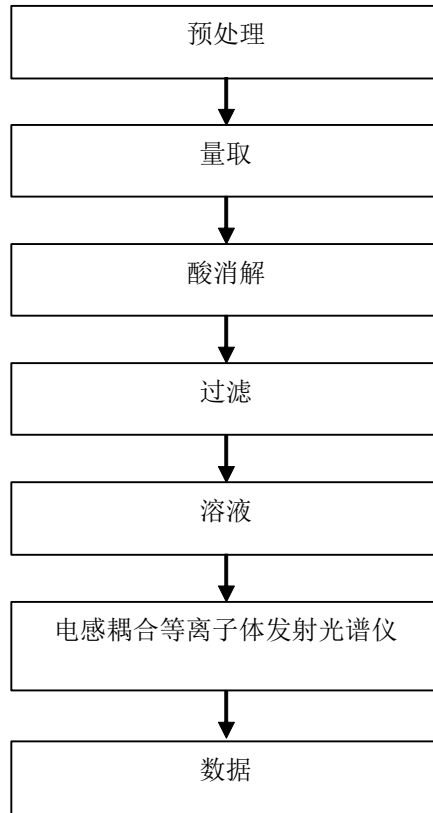 预处理
量取
酸消解
过滤
溶液
电感耦合等离子体发射光谱仪
数据